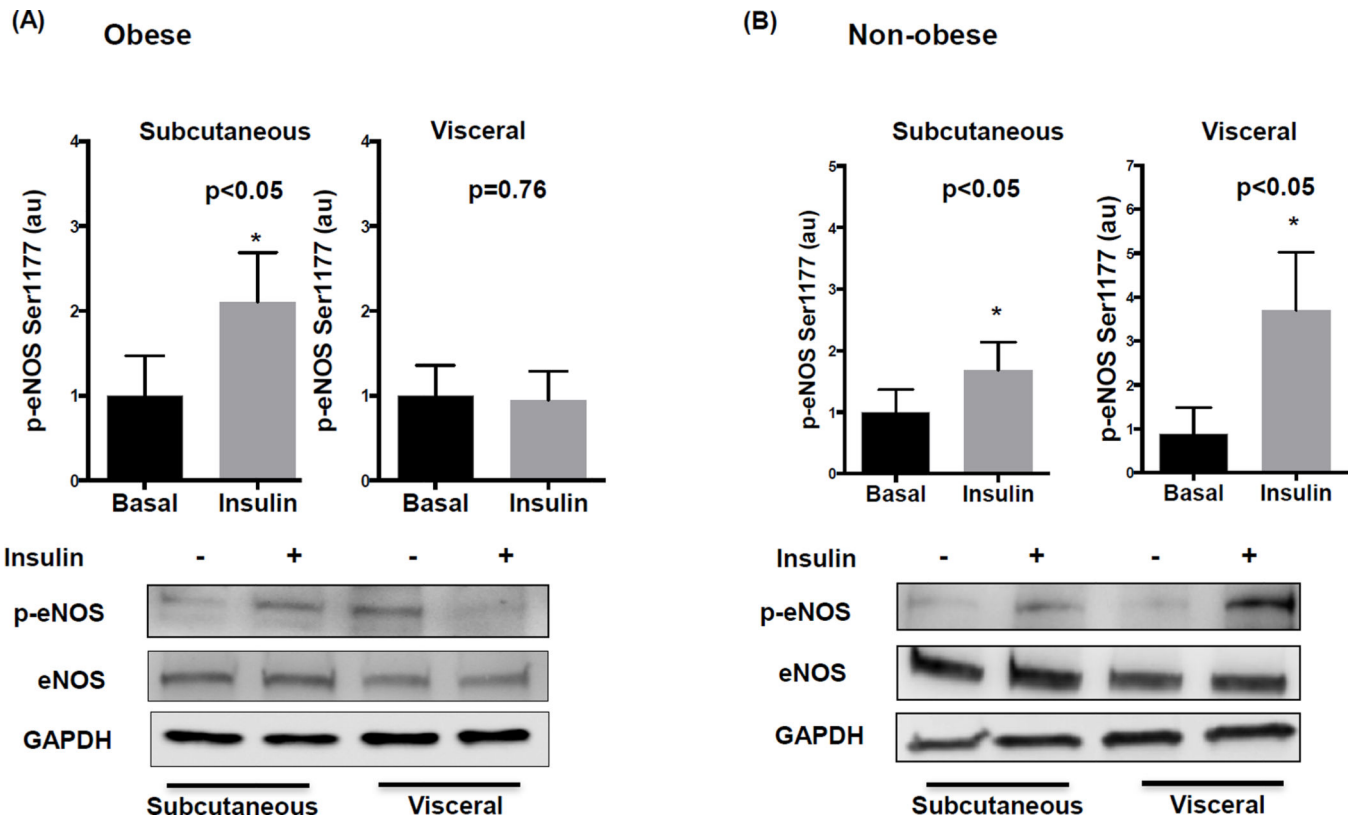 (A)
Obese
Subcutaneous
p<0.05
*
p-eNOS Ser1177 (au)
4
3
2
1
0
Basal Insulin
Visceral
p=0.76
p-eNOS Ser1177 (au)
4
3
2
1
0
Basal Insulin
Insulin - + - +
p-eNOS
eNOS
GAPDH
Subcutaneous Visceral
(B)
Non-obese
Subcutaneous
p<0.05
*
p-eNOS Ser1177 (au)
5
4
3
2
1
0
Basal Insulin
Visceral
p<0.05
*
p-eNOS Ser1177 (au)
7
6
5
4
3
2
1
0
Basal Insulin
Insulin - + - +
p-eNOS
eNOS
GAPDH
Subcutaneous Visceral